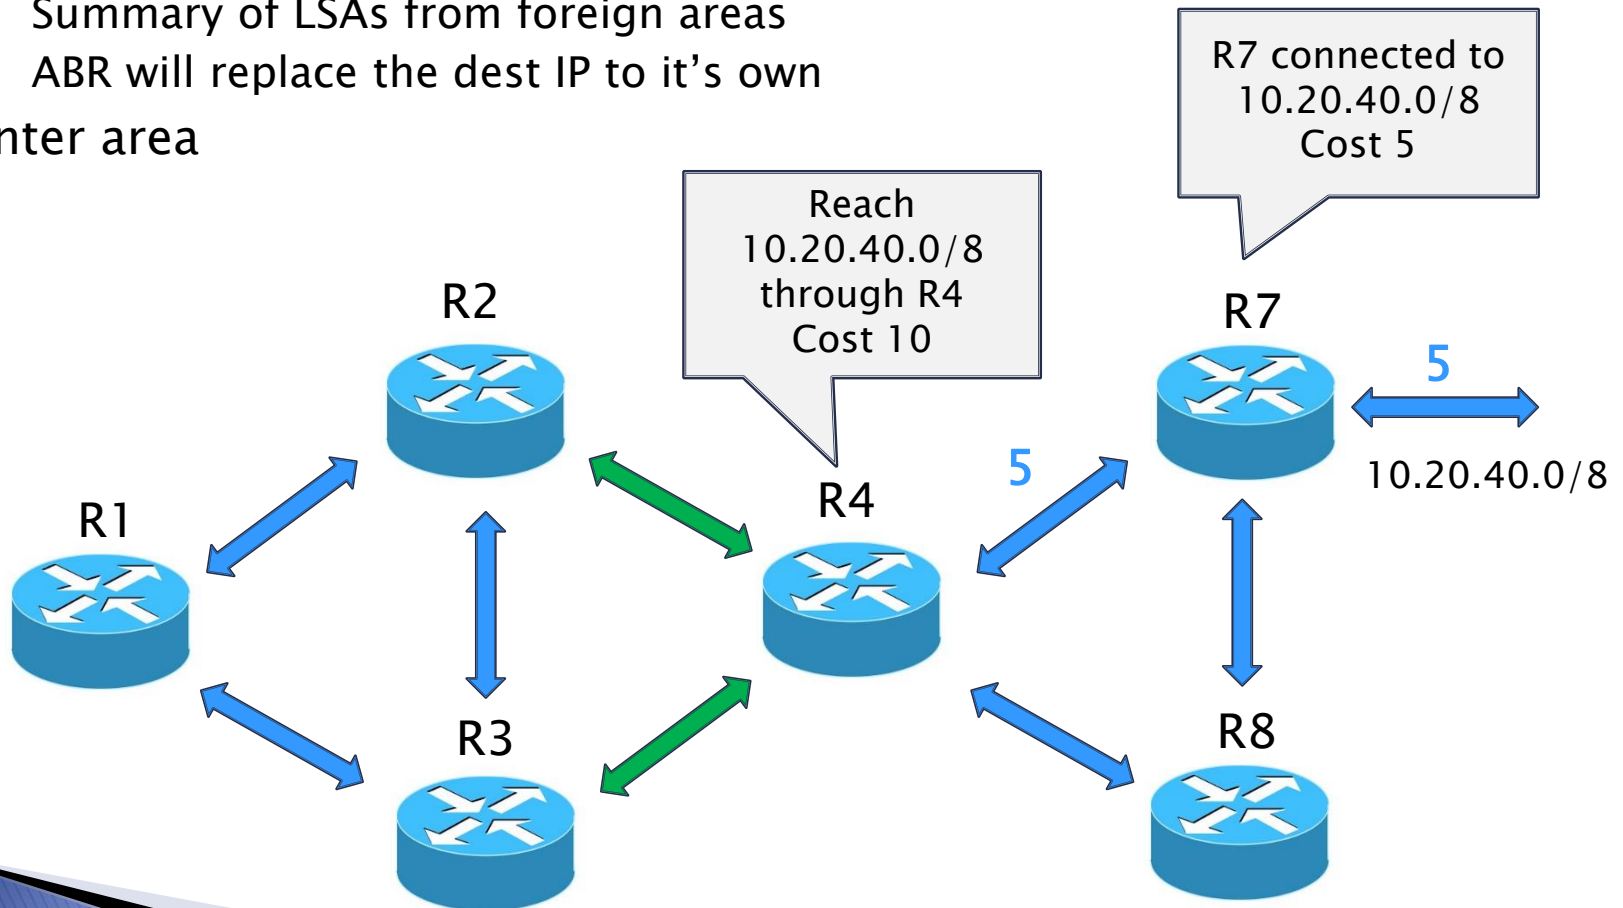 Summary of LSAs from foreign areas
ABR will replace the dest IP to it's own
nter area
R7 connected to
10.20.40.0/8
Cost 5
Reach
10.20.40.0/8
through R4
Cost 10
R2
R7
5
5
10.20.40.0/8
R4
R1
R3
R8